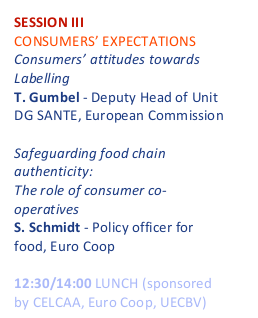 SESSION III
CONSUMERS’ EXPECTATIONS
Consumers’ attitudes towards
Labelling
T. Gumbel - Deputy Head of Unit
DG SANTE, European Commission
Safeguarding food chain
authenticity:
The role of consumer co-
operatives
S. Schmidt - Policy officer for
food, Euro Coop
12:30/14:00 LUNCH (sponsored
by CELCAA, Euro Coop, UECBV)